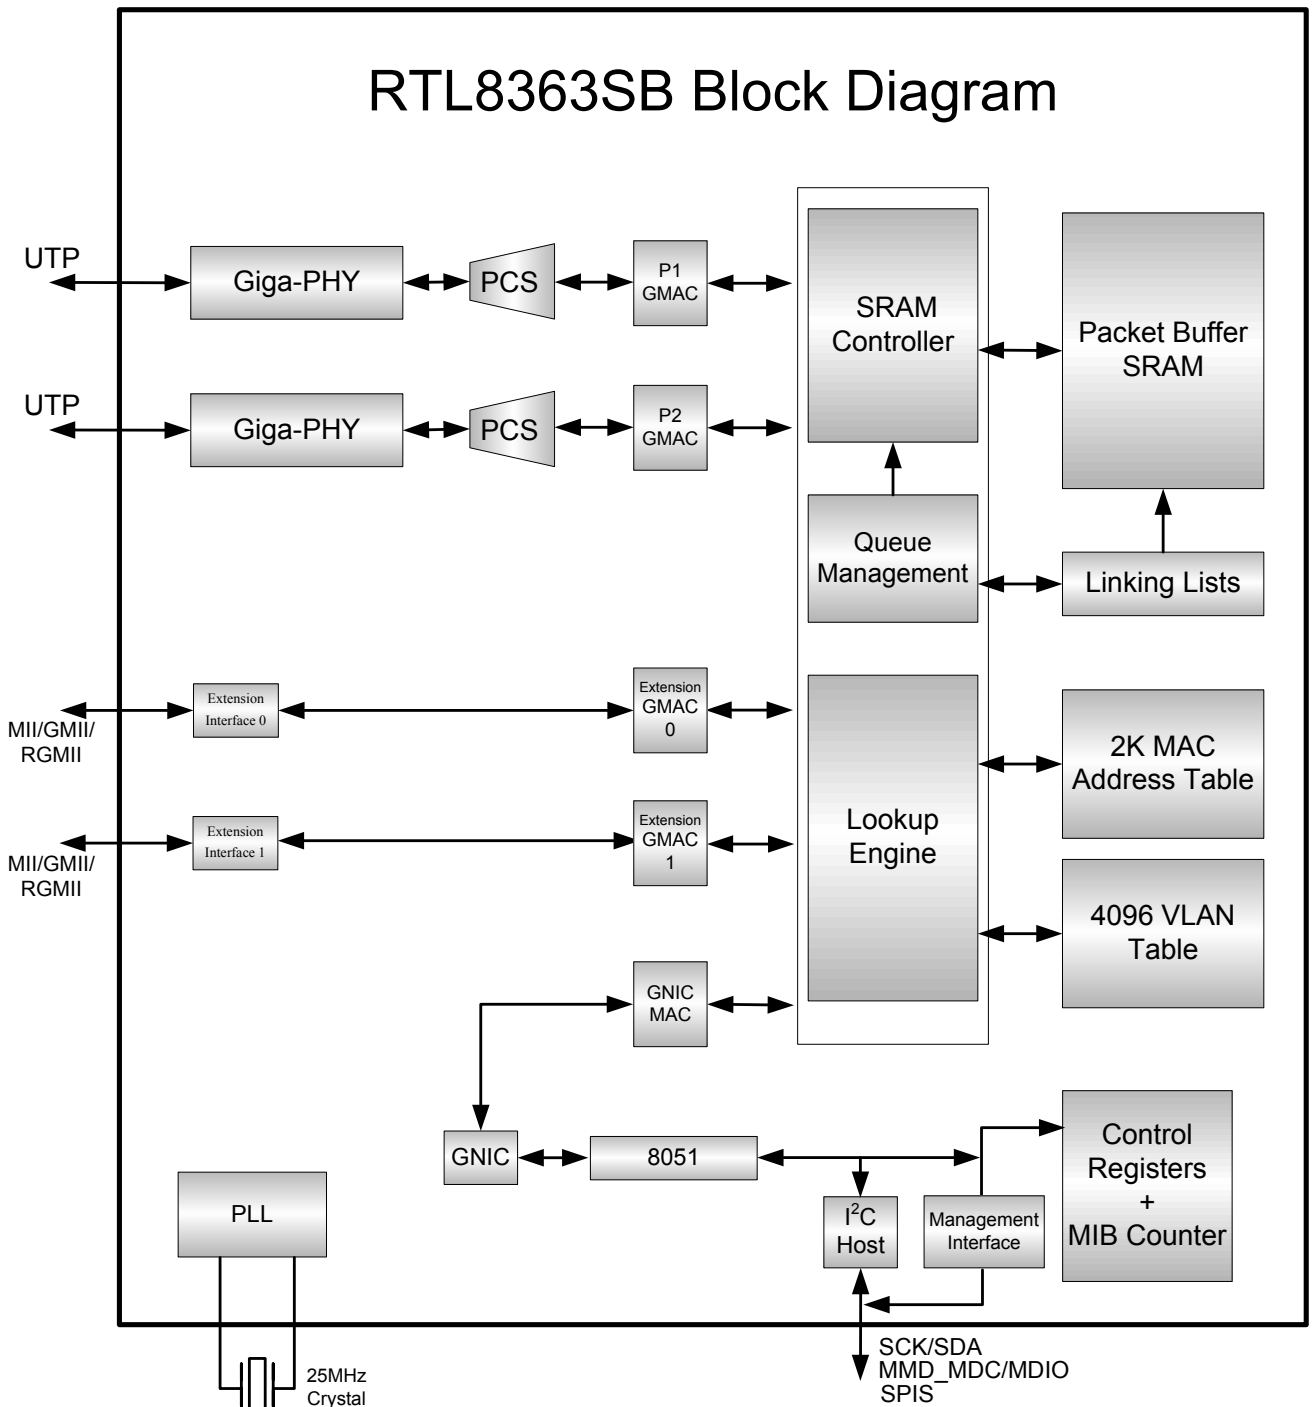 RTL8363SB Block Diagram
UTP
Giga-PHY
PCS
P1
GMAC
SRAM
Controller
Packet Buffer
SRAM
UTP
Giga-PHY
PCS
P2
GMAC
Queue
Management
Linking Lists
MII/GMII/
RGMII
Extension
Interface 0
Extension
GMAC
0
Lookup
Engine
2K MAC
Address Table
MII/GMII/
RGMII
Extension
Interface 1
Extension
GMAC
1
4096 VLAN
Table
GNIC
MAC
GNIC
8051
Control
Registers
+
MIB Counter
PLL
I²C
Host
Management
Interface
25MHz
Crystal
SCK/SDA
MMD_MDC/MDIO
SPIS